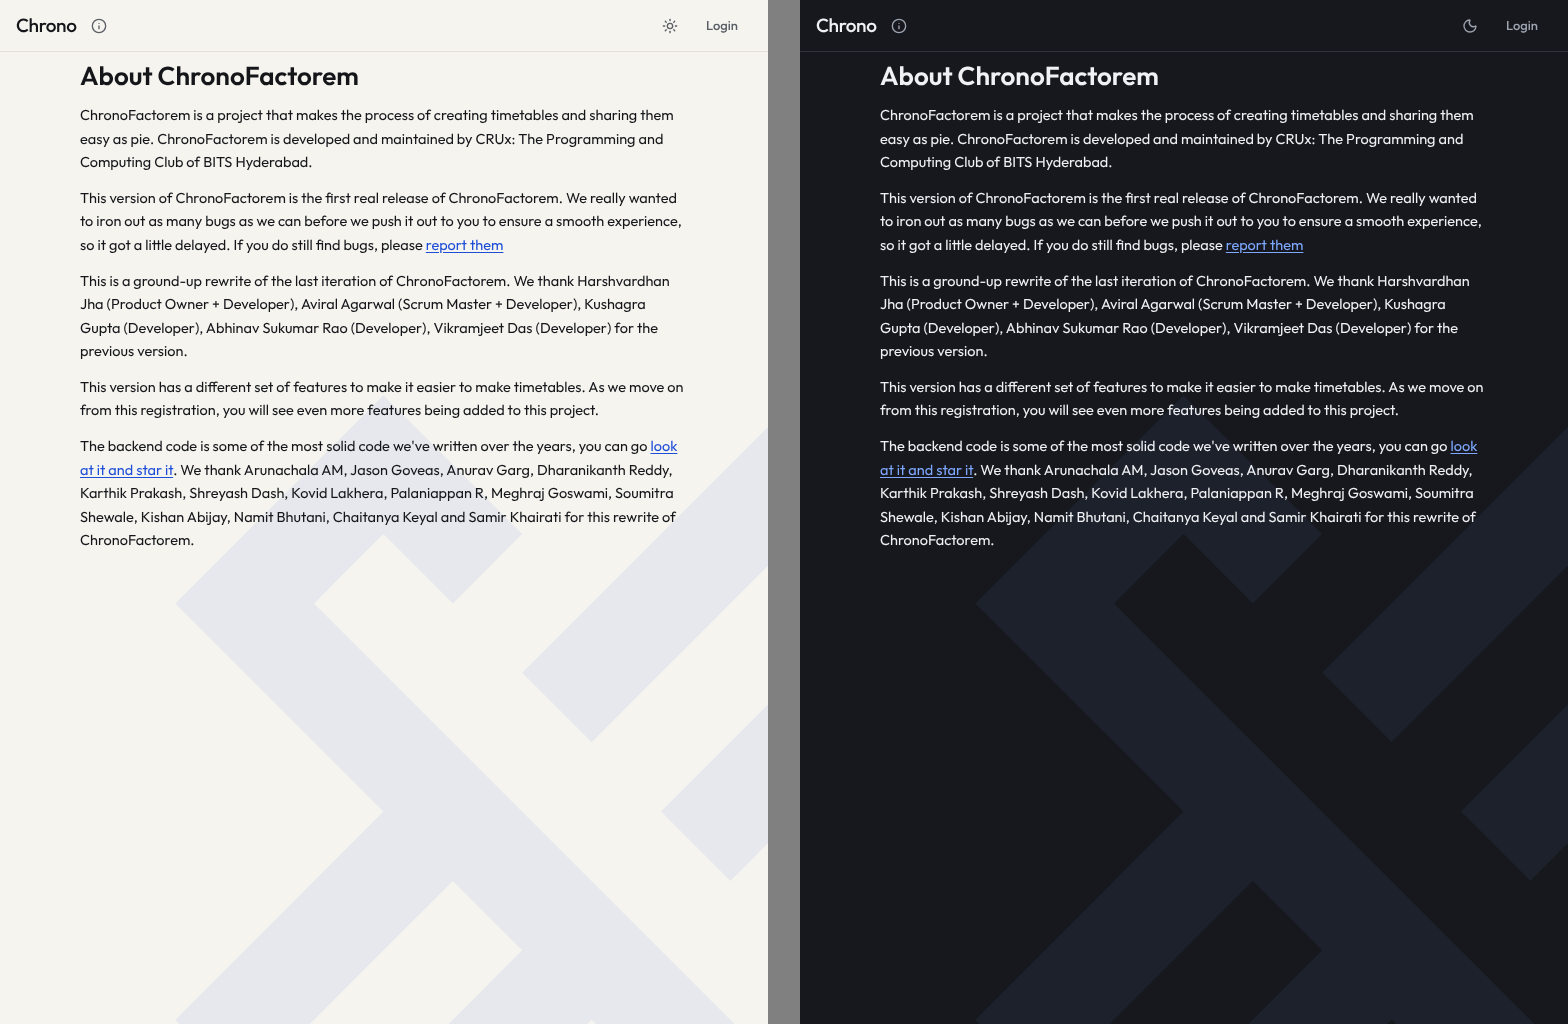 Chrono
Login
About ChronoFactorem
ChronoFactorem is a project that makes the process of creating timetables and sharing them
easy as pie. ChronoFactorem is developed and maintained by CRUx: The Programming and
Computing Club of BITS Hyderabad.
This version of ChronoFactorem is the first real release of ChronoFactorem. We really wanted
to iron out as many bugs as we can before we push it out to you to ensure a smooth experience,
so it got a little delayed. If you do still find bugs, please report them
This is a ground-up rewrite of the last iteration of ChronoFactorem. We thank Harshvardhan
Jha (Product Owner + Developer), Aviral Agarwal (Scrum Master + Developer), Kushagra
Gupta (Developer), Abhinav Sukumar Rao (Developer), Vikramjeet Das (Developer) for the
previous version.
This version has a different set of features to make it easier to make timetables. As we move on
from this registration, you will see even more features being added to this project.
The backend code is some of the most solid code we've written over the years, you can go look
at it and star it. We thank Arunachala AM, Jason Goveas, Anurav Garg, Dharanikanth Reddy,
Karthik Prakash, Shreyash Dash, Kovid Lakhera, Palaniappan R, Meghraj Goswami, Soumitra
Shewale, Kishan Abijay, Namit Bhutani, Chaitanya Keyal and Samir Khairati for this rewrite of
ChronoFactorem.
Chrono
Login
About ChronoFactorem
ChronoFactorem is a project that makes the process of creating timetables and sharing them
easy as pie. ChronoFactorem is developed and maintained by CRUx: The Programming and
Computing Club of BITS Hyderabad.
This version of ChronoFactorem is the first real release of ChronoFactorem. We really wanted
to iron out as many bugs as we can before we push it out to you to ensure a smooth experience,
so it got a little delayed. If you do still find bugs, please report them
This is a ground-up rewrite of the last iteration of ChronoFactorem. We thank Harshvardhan
Jha (Product Owner + Developer), Aviral Agarwal (Scrum Master + Developer), Kushagra
Gupta (Developer), Abhinav Sukumar Rao (Developer), Vikramjeet Das (Developer) for the
previous version.
This version has a different set of features to make it easier to make timetables. As we move on
from this registration, you will see even more features being added to this project.
The backend code is some of the most solid code we've written over the years, you can go look
at it and star it. We thank Arunachala AM, Jason Goveas, Anurav Garg, Dharanikanth Reddy,
Karthik Prakash, Shreyash Dash, Kovid Lakhera, Palaniappan R, Meghraj Goswami, Soumitra
Shewale, Kishan Abijay, Namit Bhutani, Chaitanya Keyal and Samir Khairati for this rewrite of
ChronoFactorem.